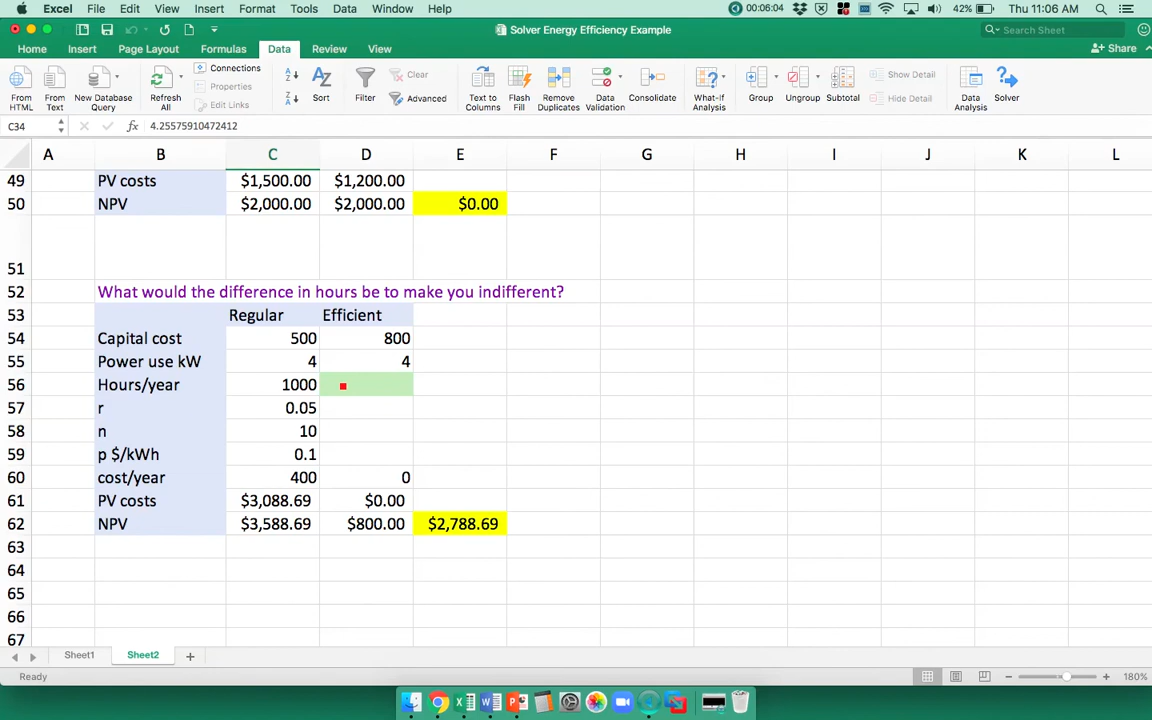 Excel File Edit View Insert Format Tools Data Window Help 00:06:04 42% Thu 11:06 AM
Solver Energy Efficiency Example Search Sheet
Home Insert Page Layout Formulas Data Review View Share
From HTML From Text New Database Query Refresh All Connections Properties Edit Links Sort Filter Clear Advanced Text to Columns Flash Fill Remove Duplicates Data Validation Consolidate What-If Analysis Group Ungroup Subtotal Show Detail Hide Detail Data Analysis Solver
C34 fx 4.25575910472412
A B C D E F G H I J K L
49 PV costs $1,500.00 $1,200.00
50 NPV $2,000.00 $2,000.00 $0.00
51
52 What would the difference in hours be to make you indifferent?
53 Regular Efficient
54 Capital cost 500 800
55 Power use kW 4 4
56 Hours/year 1000
57 r 0.05
58 n 10
59 p $/kWh 0.1
60 cost/year 400 0
61 PV costs $3,088.69 $0.00
62 NPV $3,588.69 $800.00 $2,788.69
63
64
65
66
67
Sheet1 Sheet2
Ready 180%